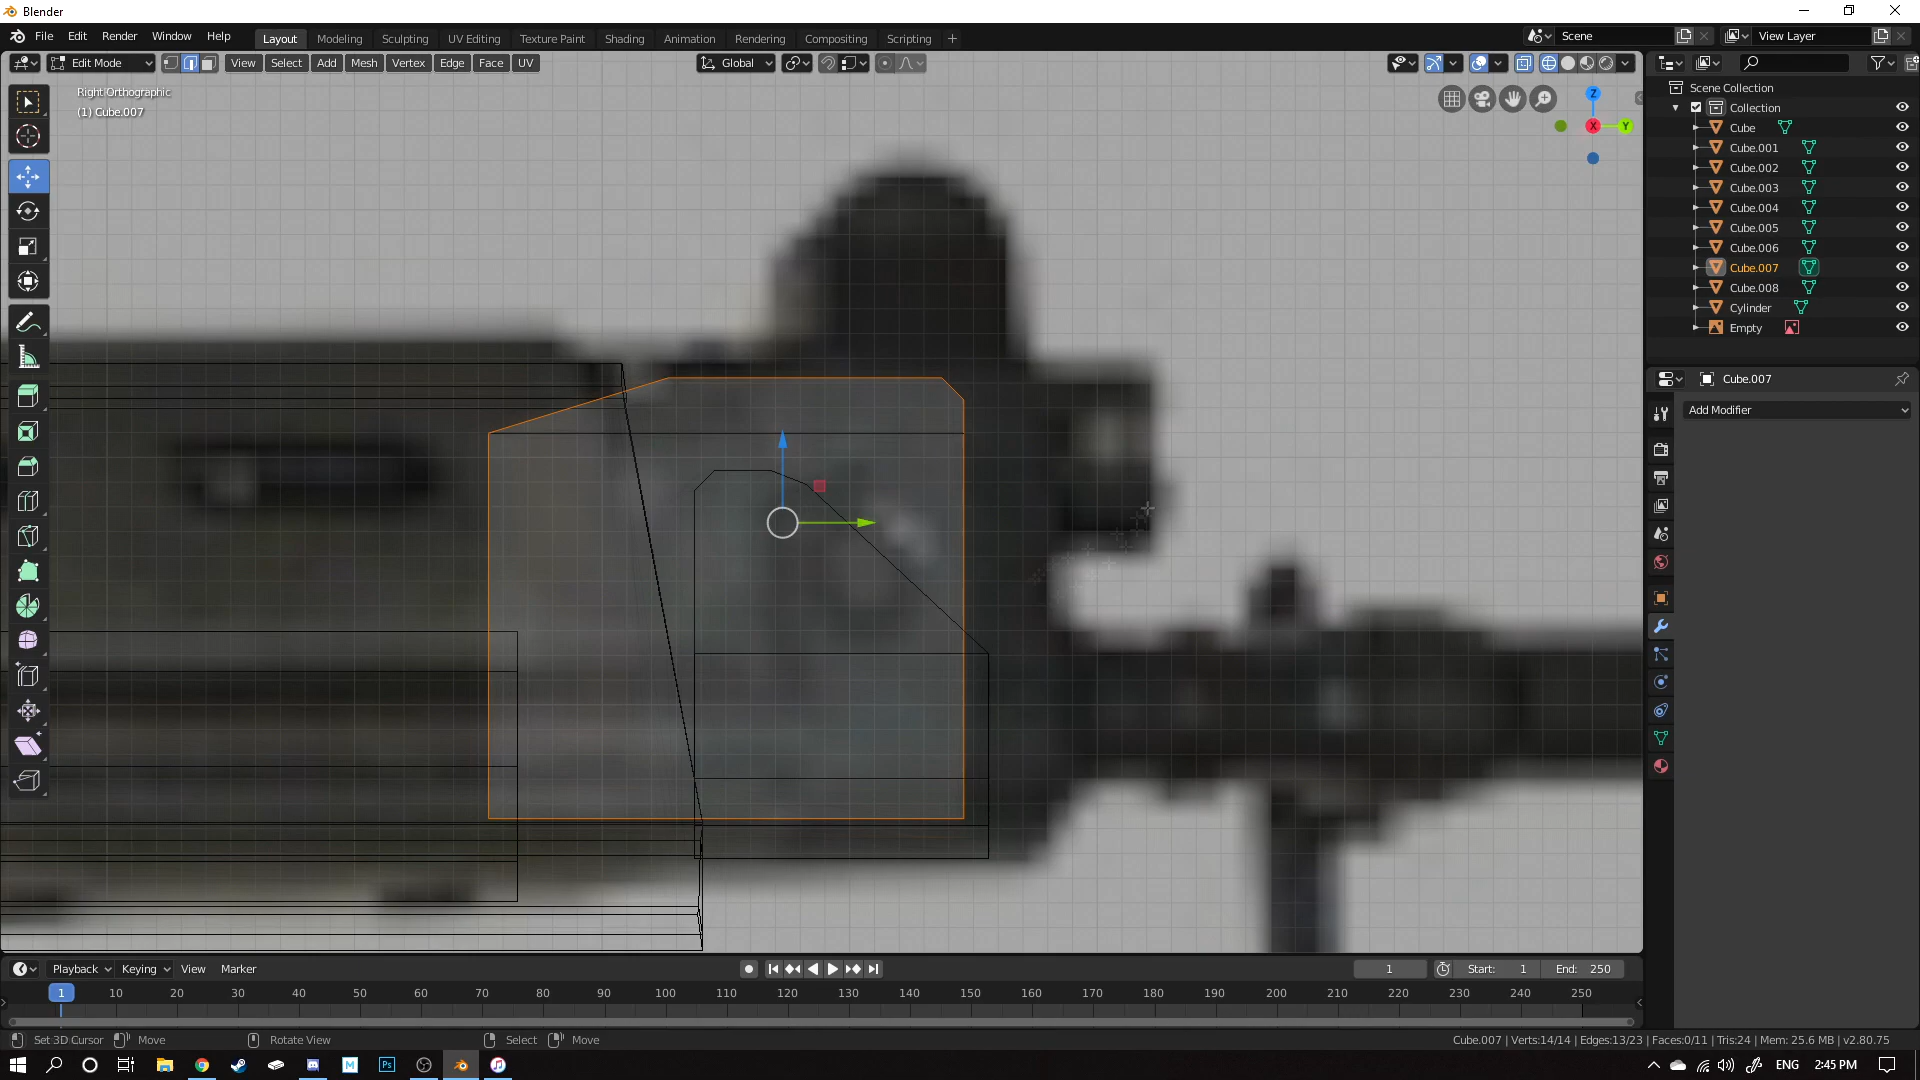 Blender
File Edit Render Window Help
Layout Modeling Sculpting UV Editing Texture Paint Shading Animation Rendering Compositing Scripting +
Scene
View Layer
Edit Mode
View Select Add Mesh Vertex Edge Face UV
Global
Right Orthographic
(1) Cube.007
Z
X
Y
Scene Collection
Collection
Cube
Cube.001
Cube.002
Cube.003
Cube.004
Cube.005
Cube.006
Cube.007
Cube.008
Cylinder
Empty
Cube.007
Add Modifier
Playback Keying View Marker
1
Start: 1
End: 250
1 10 20 30 40 50 60 70 80 90 100 110 120 130 140 150 160 170 180 190 200 210 220 230 240 250
Set 3D Cursor Move Rotate View Select Move
Cube.007 | Verts:14/14 | Edges:13/23 | Faces:0/11 | Tris:24 | Mem: 25.6 MB | v2.80.75
M
Ps
ENG
2:45 PM